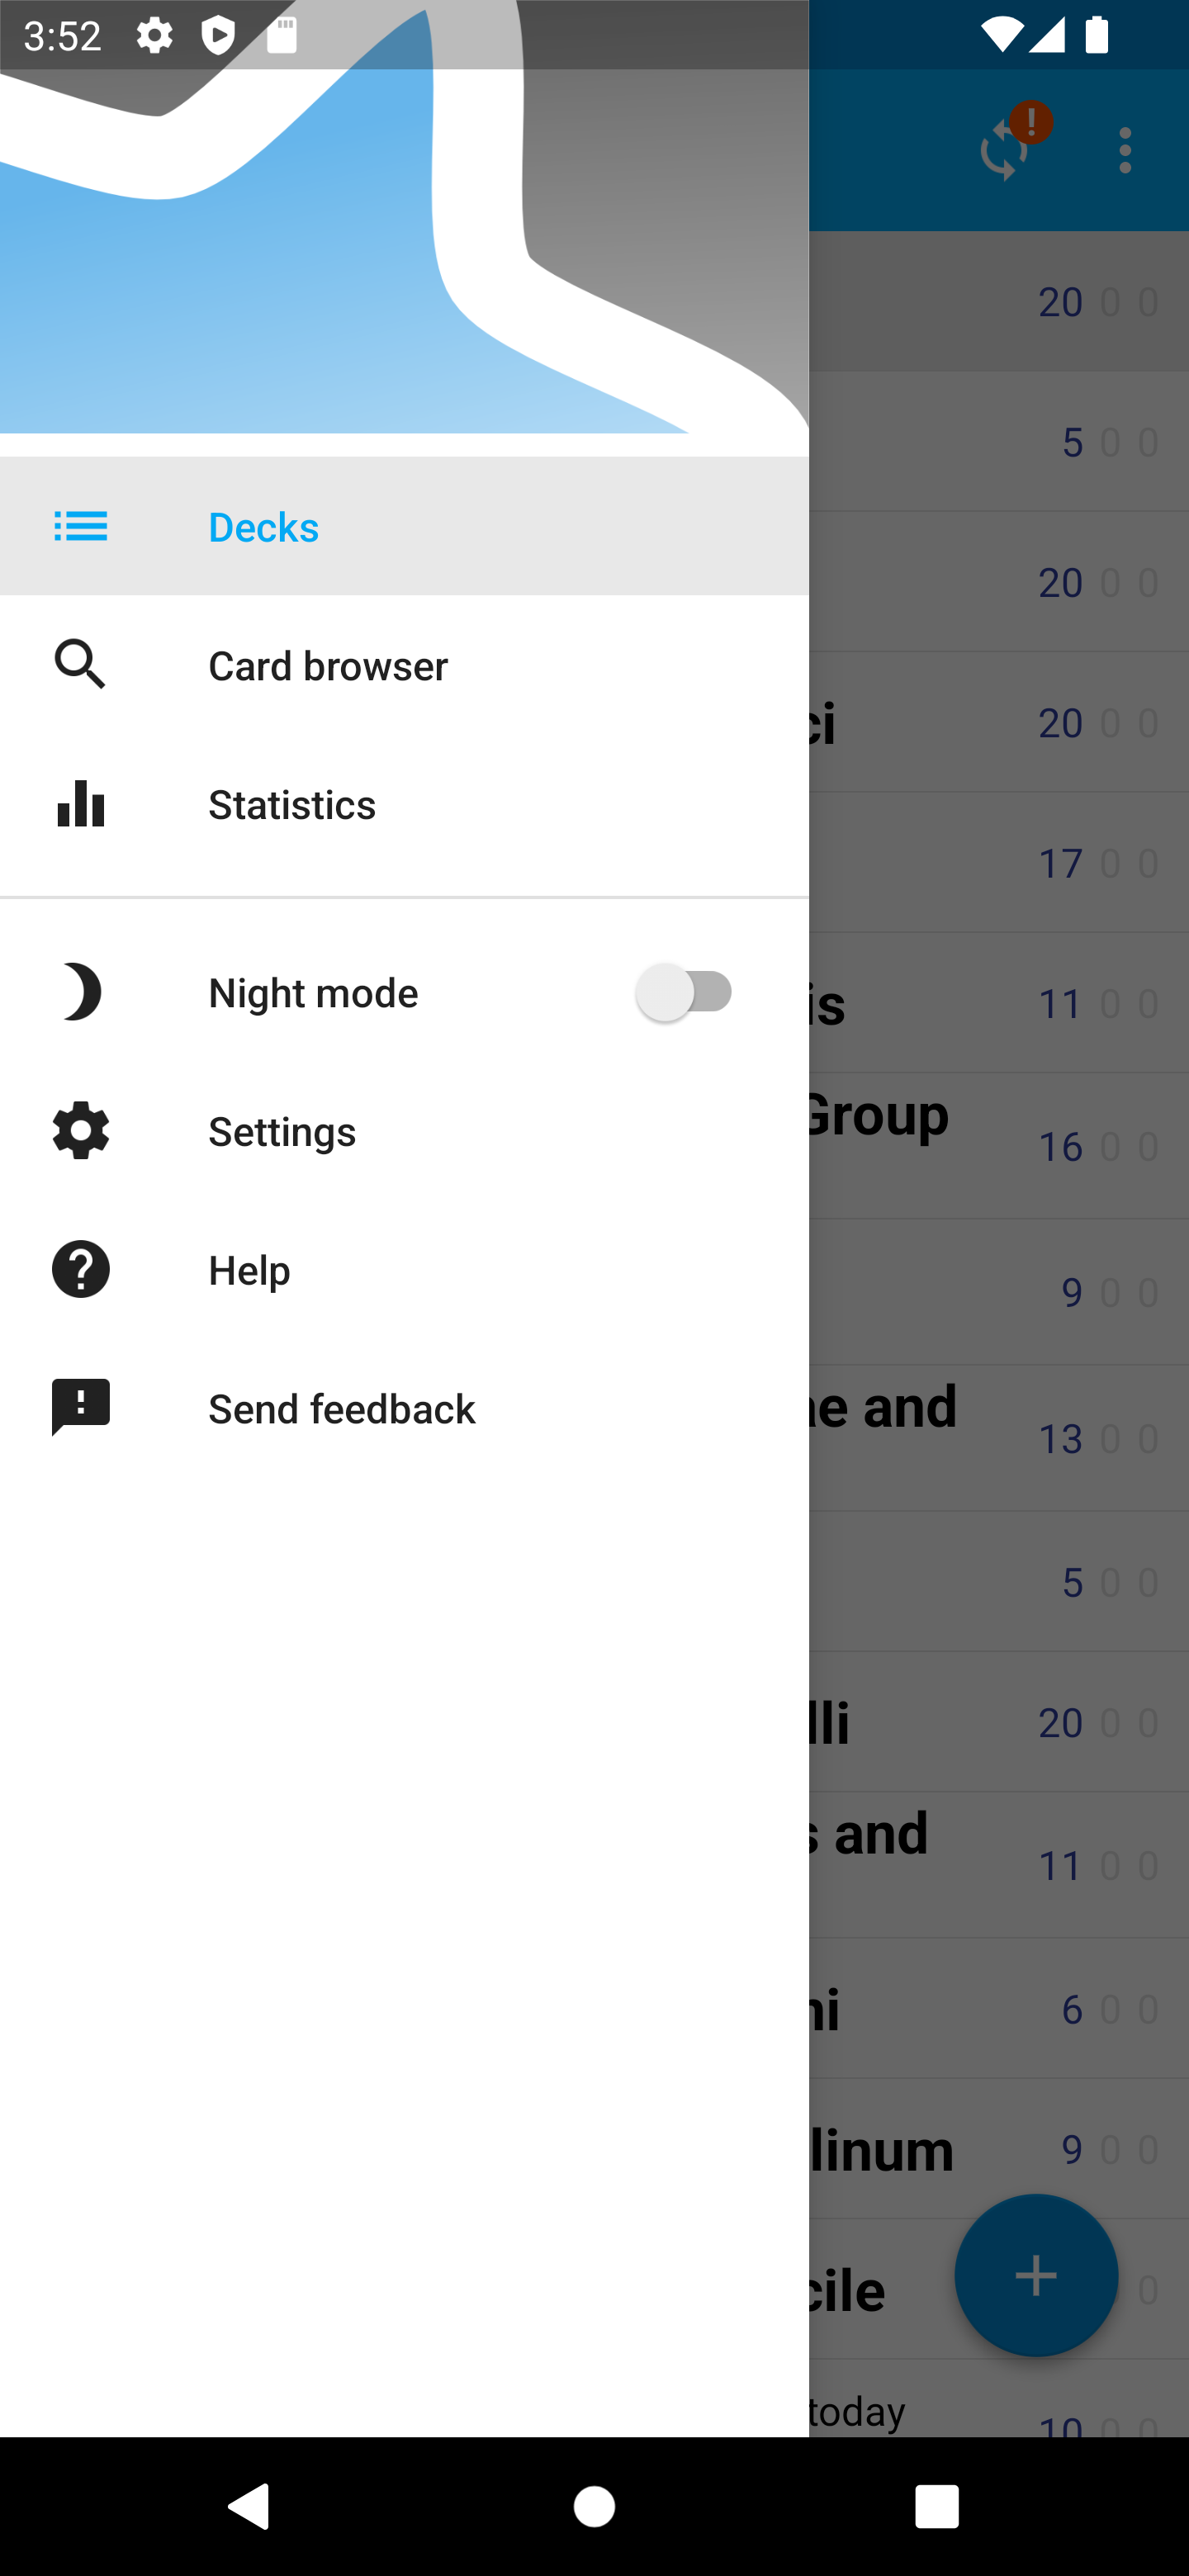 3:52
!
20 0 0
5 0 0
20 0 0
ci 20 0 0
17 0 0
is 11 0 0
Group 16 0 0
9 0 0
and 13 0 0
5 0 0
lli 20 0 0
and 11 0 0
6 0 0
linum 9 0 0
cile 0
today 10 0 0
Decks
Card browser
Statistics
Night mode
Settings
Help
Send feedback